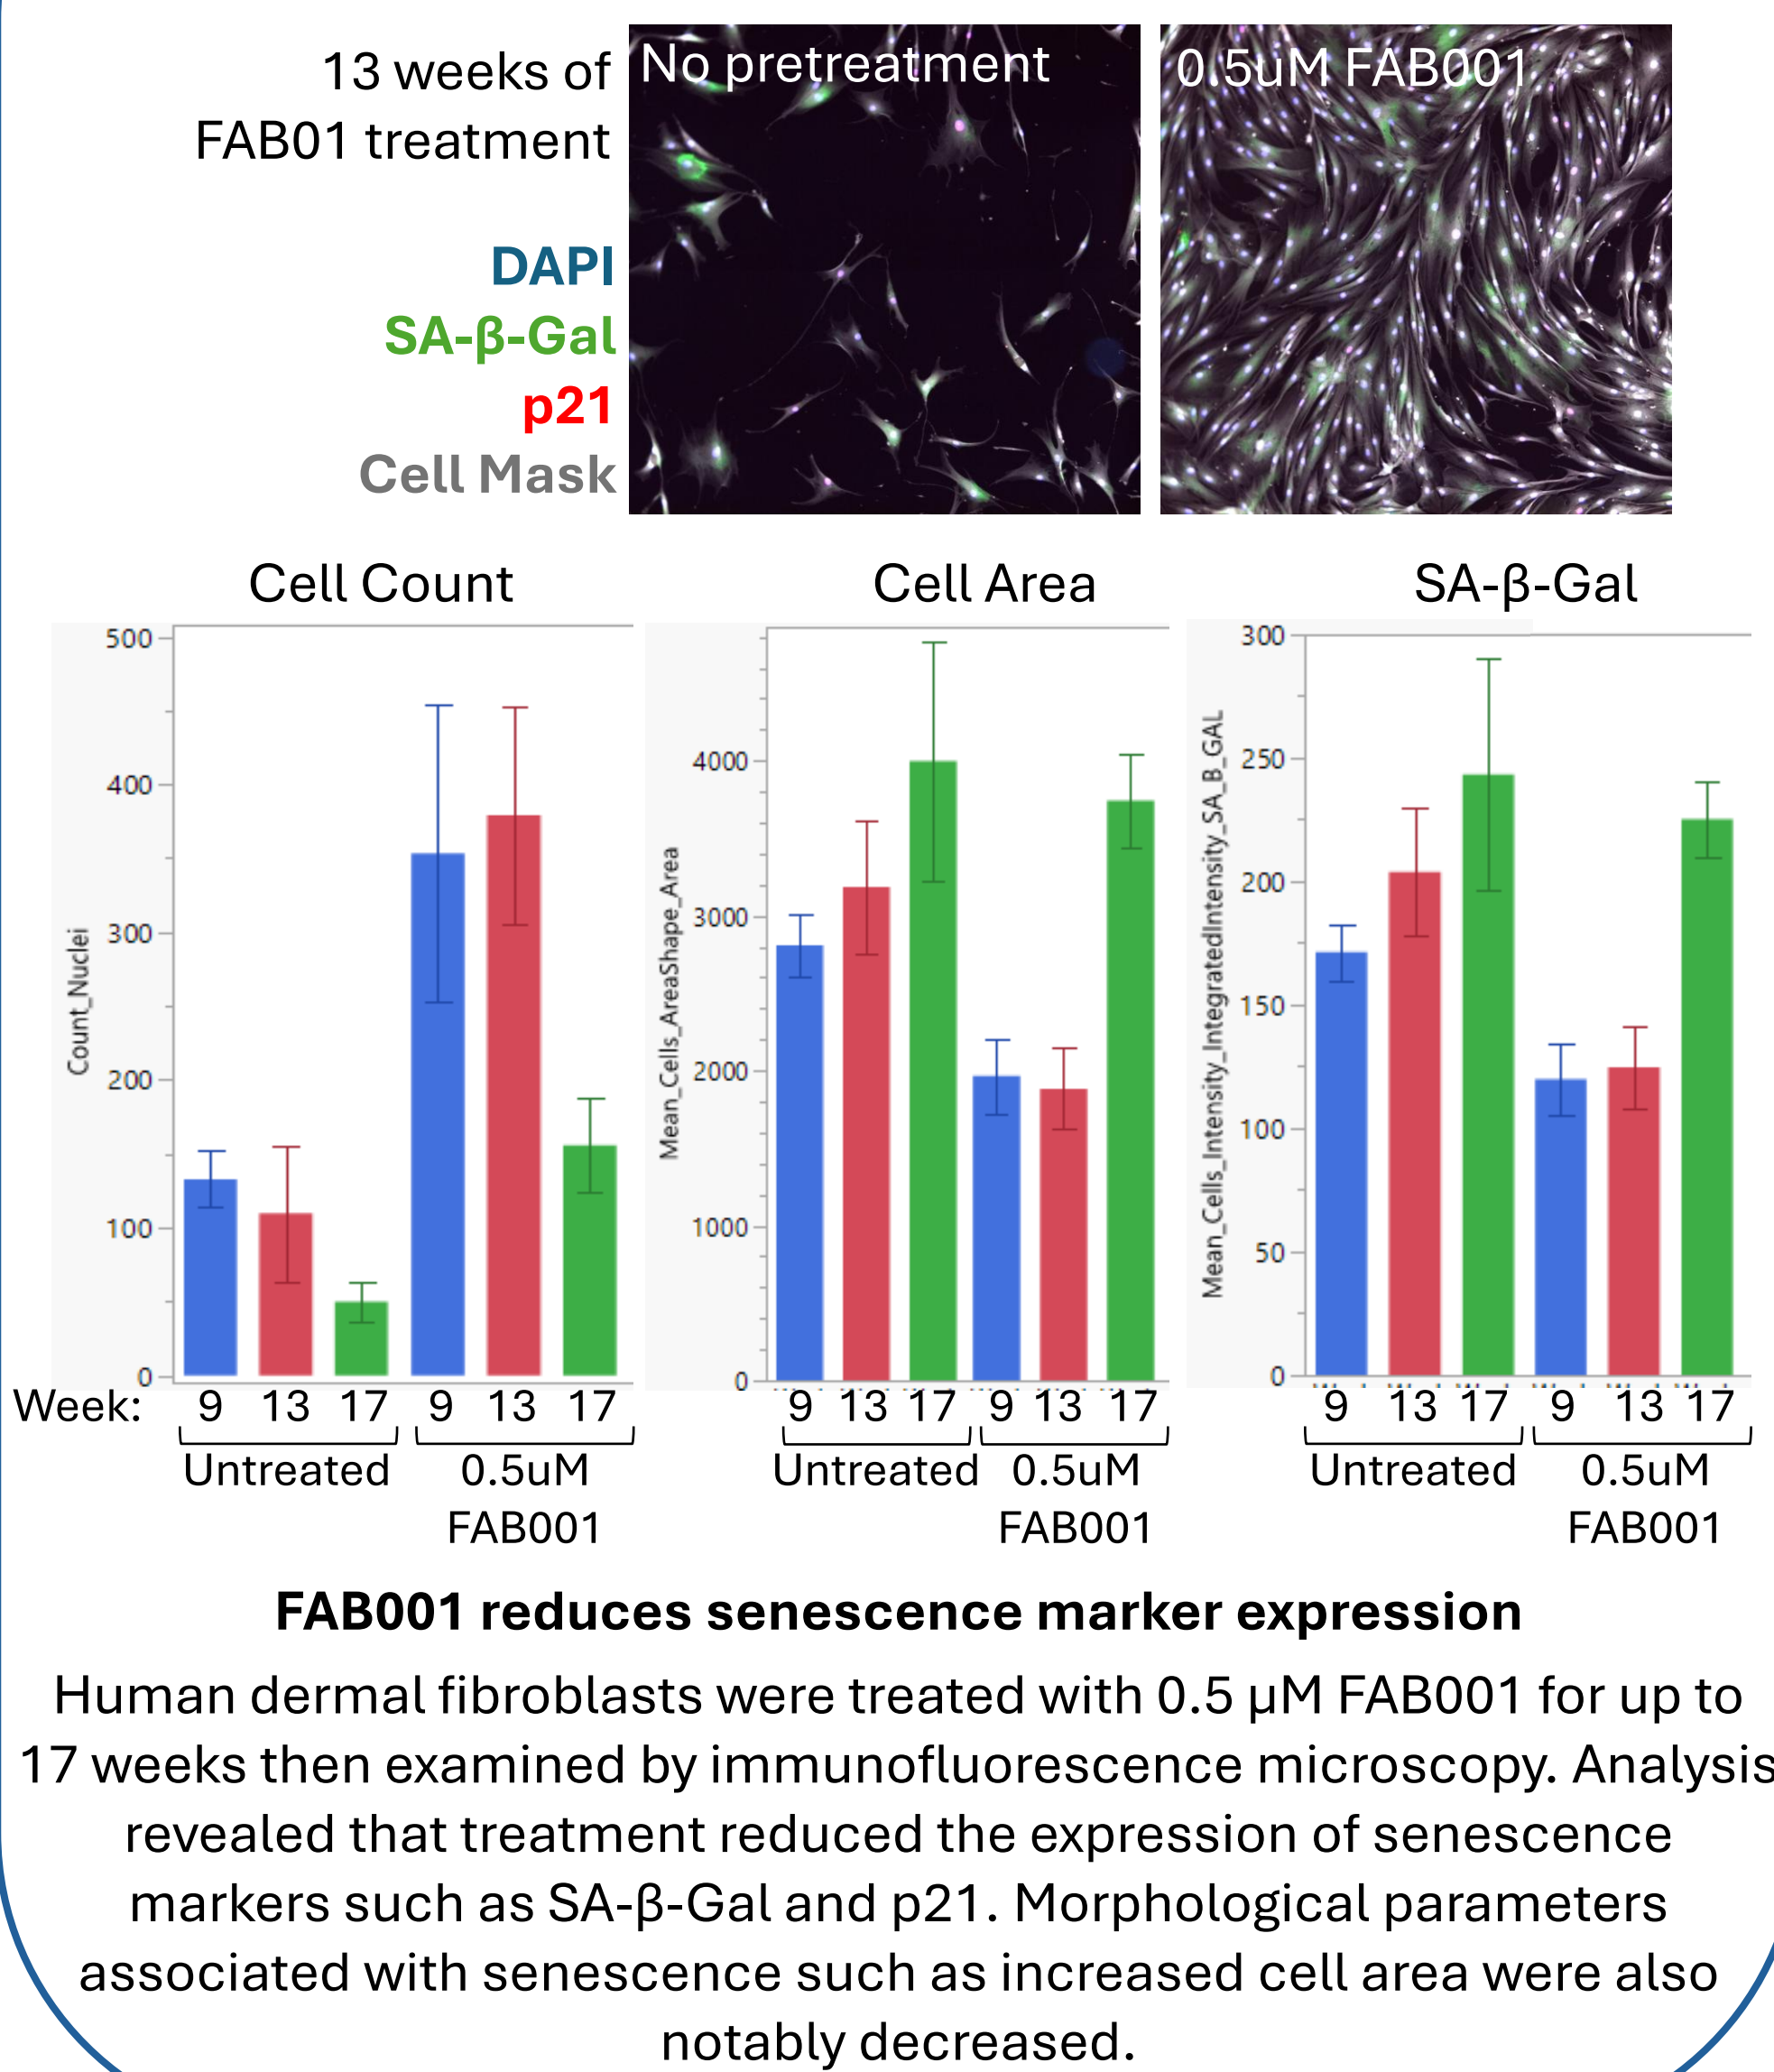 13 weeks of
FAB01 treatment
DAPI
SA-β-Gal
p21
Cell Mask
No pretreatment
0.5uM FAB001
Cell Count
Cell Area
SA-β-Gal
Count_Nuclei
500
400
300
200
100
0
Mean_Cells_AreaShape_Area
4000
3000
2000
1000
0
Mean_Cells_Intensity_IntegratedIntensity_SA_B_GAL
300
250
200
150
100
50
0
Week: 9 13 17 9 13 17
9 13 17 9 13 17
9 13 17 9 13 17
Untreated
0.5uM
FAB001
Untreated
0.5uM
FAB001
Untreated
0.5uM
FAB001
FAB001 reduces senescence marker expression
Human dermal fibroblasts were treated with 0.5 µM FAB001 for up to
17 weeks then examined by immunofluorescence microscopy. Analysis
revealed that treatment reduced the expression of senescence
markers such as SA-β-Gal and p21. Morphological parameters
associated with senescence such as increased cell area were also
notably decreased.